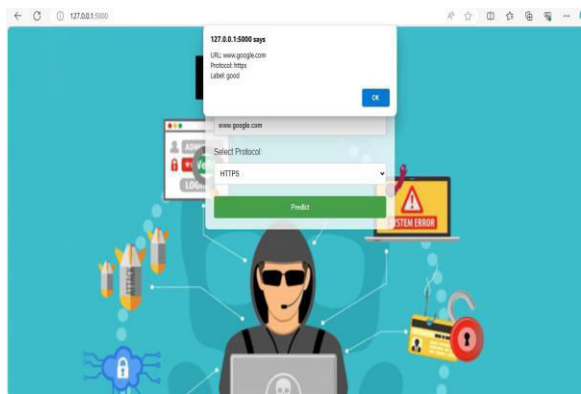 127.0.0.1:5000
127.0.0.1:5000 says
URL: www.google.com
Protocol: https
Label: good
OK
www.google.com
Select Protocol:
HTTPS
Predict
SYSTEM ERROR
ATTACK